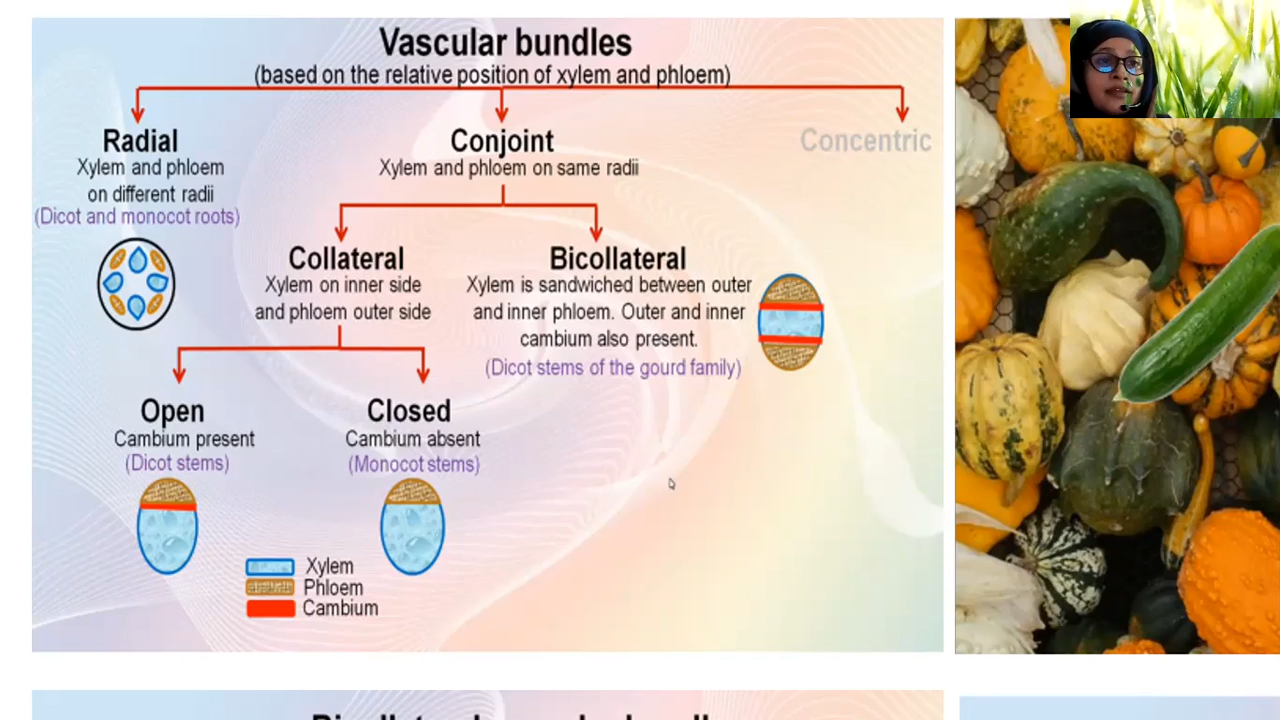 Vascular bundles
(based on the relative position of xylem and phloem)
Radial
Xylem and phloem
on different radii
(Dicot and monocot roots)
Conjoint
Xylem and phloem on same radii
Concentric
Collateral
Xylem on inner side
and phloem outer side
Bicollateral
Xylem is sandwiched between outer
and inner phloem. Outer and inner
cambium also present.
(Dicot stems of the gourd family)
Open
Cambium present
(Dicot stems)
Closed
Cambium absent
(Monocot stems)
Xylem
Phloem
Cambium